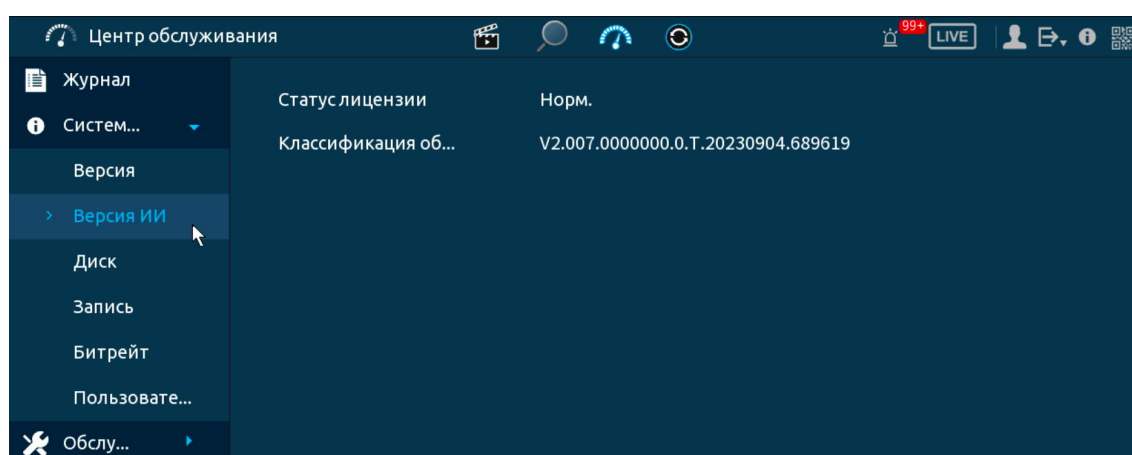 Центр обслуживания
99+
LIVE
Журнал
Систем...
Версия
Версия ИИ
Диск
Запись
Битрейт
Пользовате...
Обслу...
Статус лицензии Норм.
Классификация об... V2.007.0000000.0.T.20230904.689619